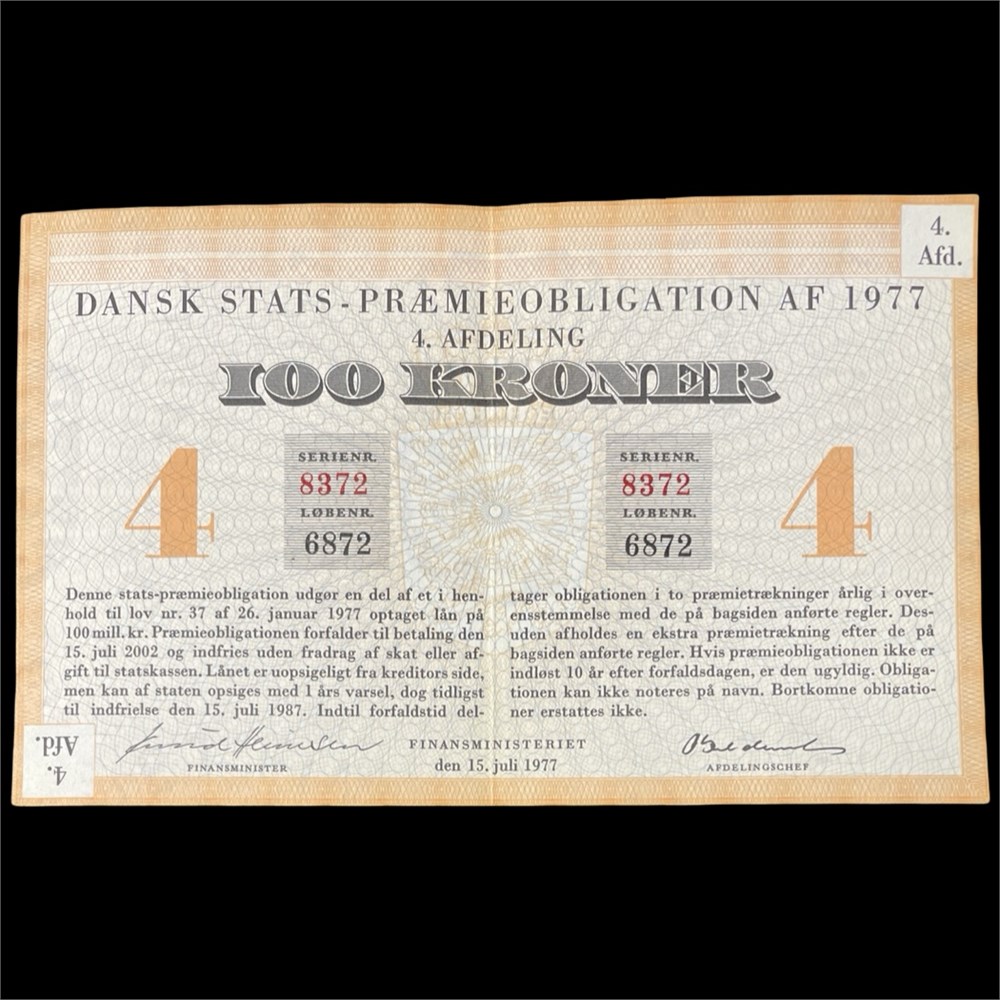 4.
Afd.
DANSK STATS-PRÆMIEOBLIGATION AF 1977
4. AFDELING
100 KRONER
4
SERIENR.
8372
LØBENR.
6872
SERIENR.
8372
LØBENR.
6872
4
Denne stats-præmieobligation udgør en del af et i hen-
hold til lov nr. 37 af 26. januar 1977 optaget lån på
100 mill. kr. Præmieobligationen forfalder til betaling den
15. juli 2002 og indfries uden fradrag af skat eller af-
gift til statskassen. Lånet er uopsigeligt fra kreditors side,
men kan af staten opsiges med 1 års varsel, dog tidligst
til indfrielse den 15. juli 1987. Indtil forfaldstid del-
tager obligationen i to præmietrækninger årlig i over-
ensstemmelse med de på bagsiden anførte regler. Des-
uden afholdes en ekstra præmietrækning efter de på
bagsiden anførte regler. Hvis præmieobligationen ikke er
indløst 10 år efter forfaldsdagen, er den ugyldig. Obliga-
tionen kan ikke noteres på navn. Bortkomne obligatio-
ner erstattes ikke.
4.
Afd.
Knud Heinesen
FINANSMINISTER
FINANSMINISTERIET
den 15. juli 1977
AFDELINGSCHEF